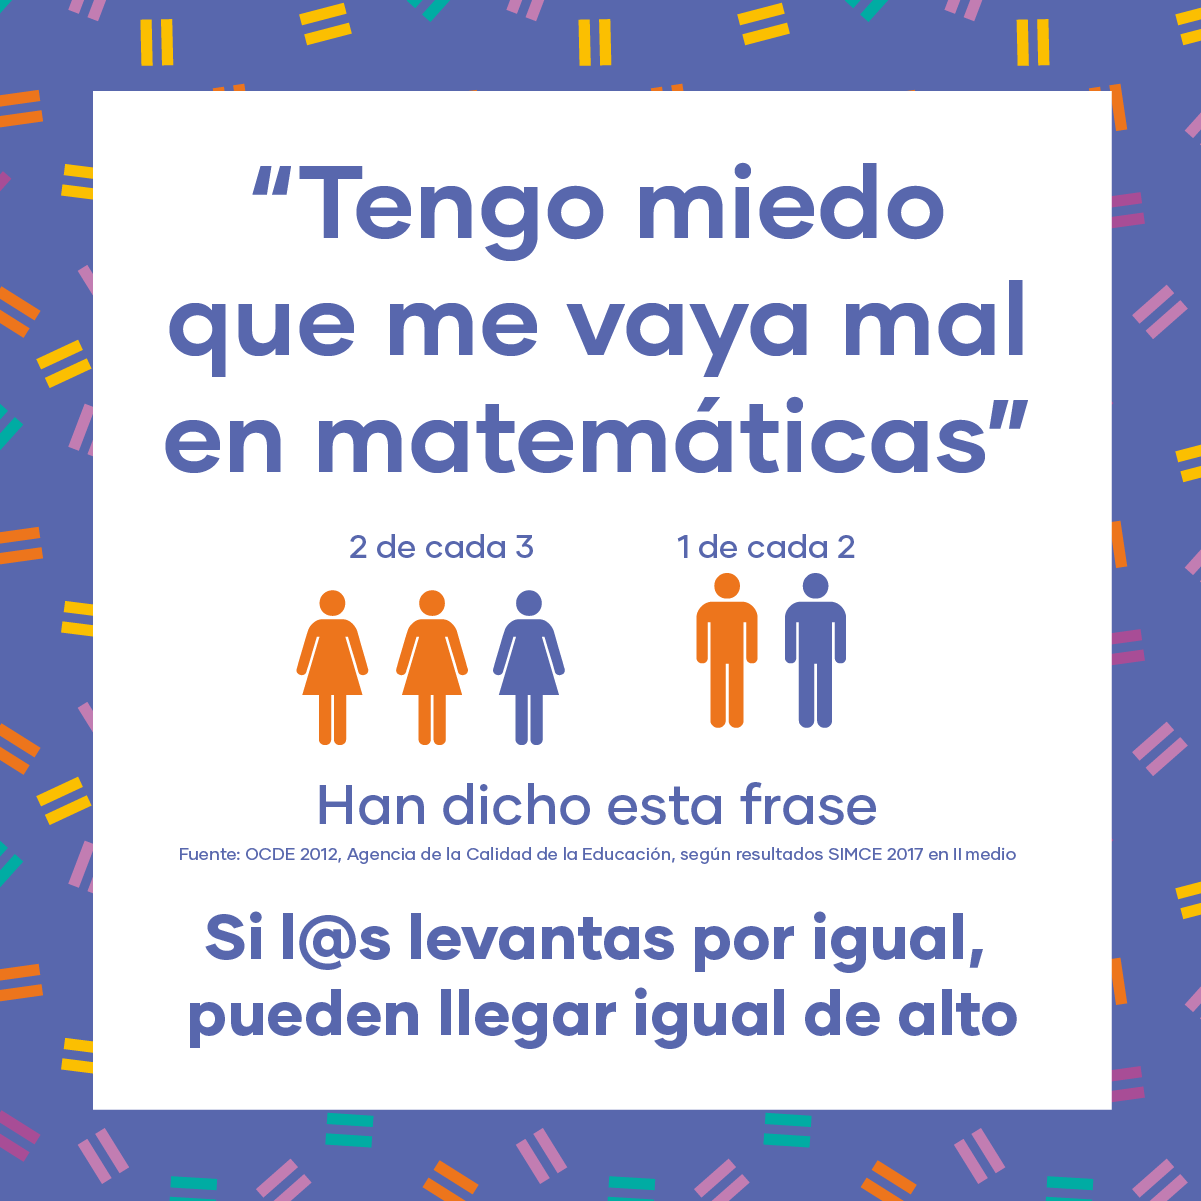 “Tengo miedo
que me vaya mal
en matemáticas”
2 de cada 3
1 de cada 2
Han dicho esta frase
Fuente: OCDE 2012, Agencia de la Calidad de la Educación, según resultados SIMCE 2017 en II medio
Si l@s levantas por igual,
pueden llegar igual de alto